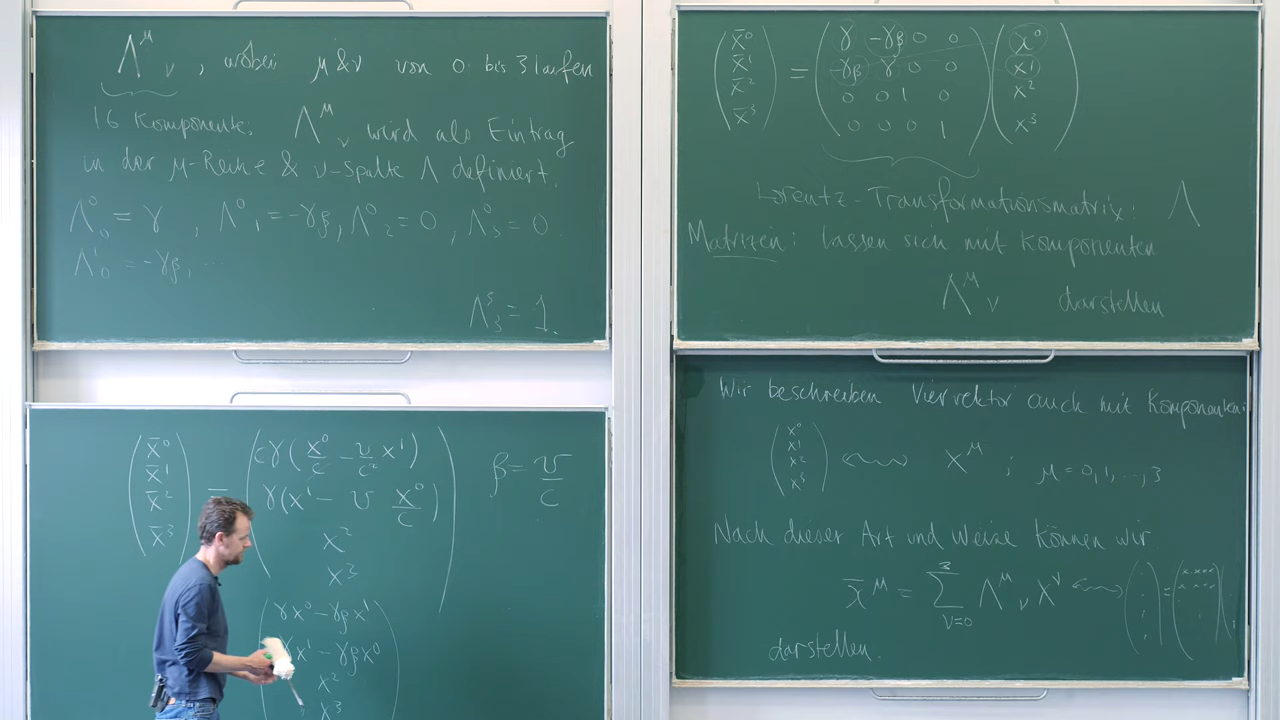 Λ^μ_ν , wobei μ & ν von 0 bis 3 laufen
16 Komponente: Λ^μ_ν wird als Eintrag
in der μ-Reihe & ν-Spalte Λ definiert.
Λ^0_0 = γ , Λ^0_1 = -γβ, Λ^0_2 = 0 , Λ^0_3 = 0.
Λ^1_0 = -γβ, ...
Λ^3_3 = 1.
(x̄^0 x̄^1 x̄^2 x̄^3) = (cγ(x^0/c - v/c^2 x^1) γ(x^1 - v x^0/c) x^2 x^3) β = v/c
(γx^0 - γβx^1
γx^1 - γβx^0
x^2
x^3)
(x̄^0 x̄^1 x̄^2 x̄^3) = (γ -γβ 0 0 -γβ γ 0 0 0 0 1 0 0 0 0 1) (x^0 x^1 x^2 x^3)
Lorentz-Transformationsmatrix: Λ
Matrizen: lassen sich mit Komponenten
Λ^μ_ν darstellen
Wir beschreiben Viervektor auch mit Komponenten:
(x^0 x^1 x^2 x^3) ↭ x^μ ; μ = 0,1,...,3
Nach dieser Art und Weise können wir
x̄^μ = Σ_{ν=0}^{3} Λ^μ_ν x^ν ↭
darstellen.